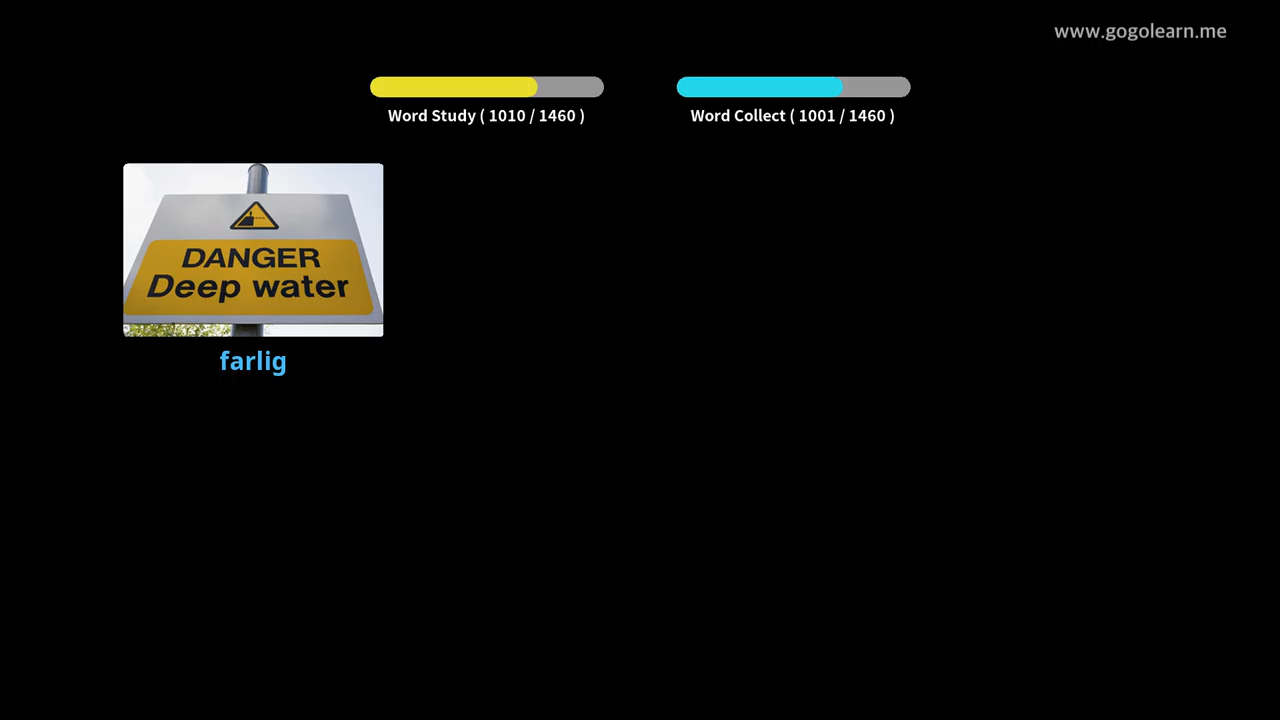 www.gogolearn.me
Word Study ( 1010 / 1460 )
Word Collect ( 1001 / 1460 )
DANGER
Deep water
farlig